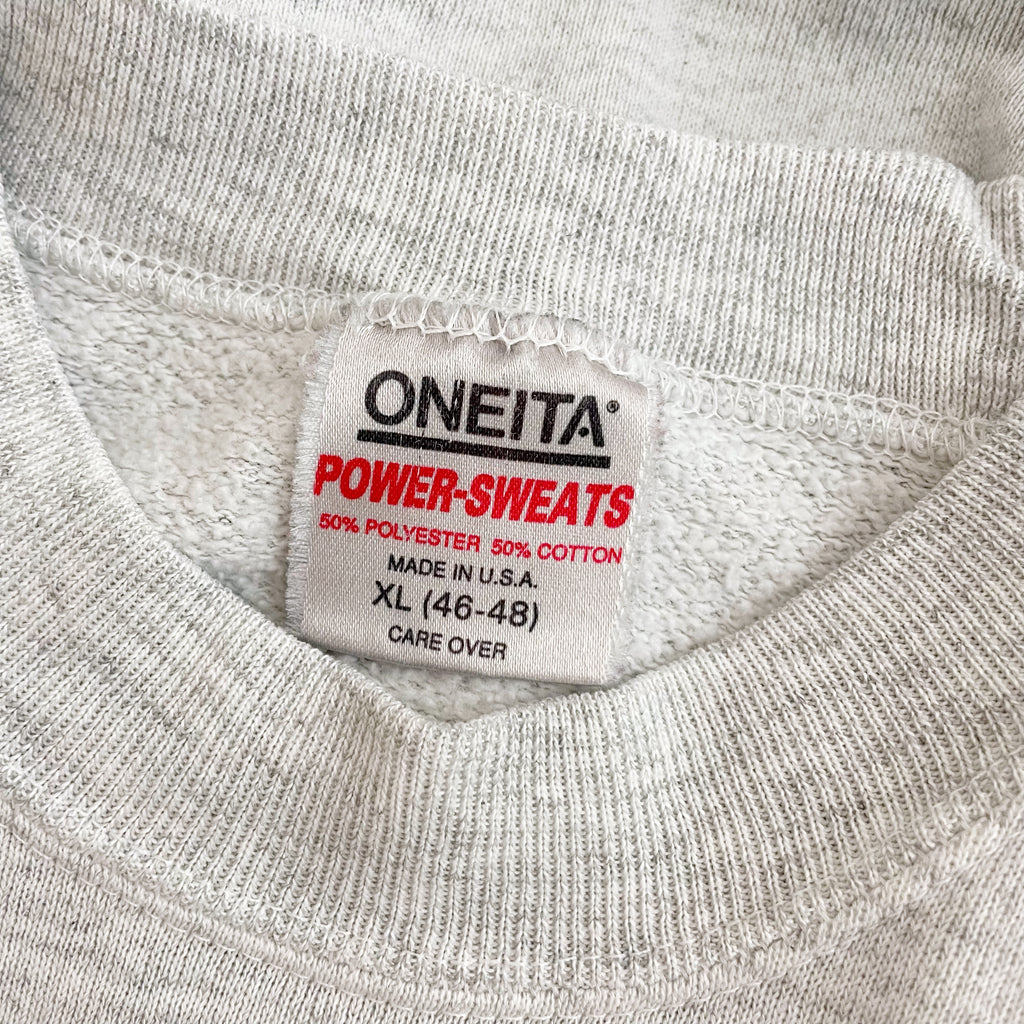 ONEITA®
POWER-SWEATS
50% POLYESTER 50% COTTON
MADE IN U.S.A.
XL (46-48)
CARE OVER